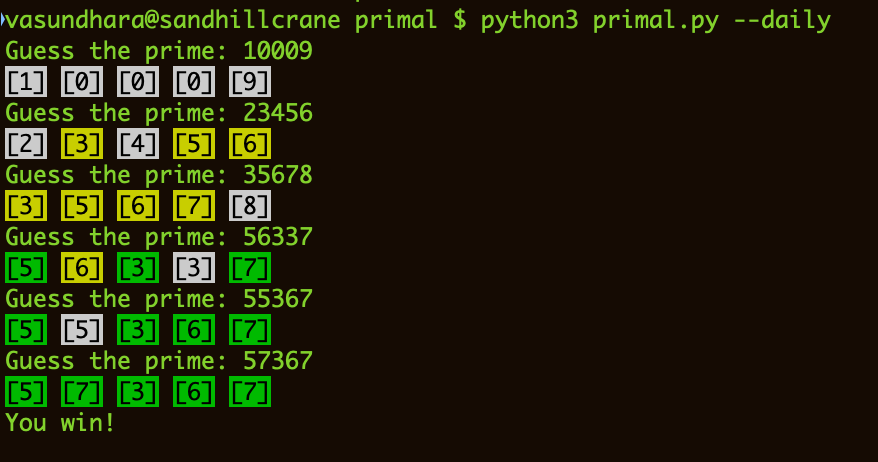 vasundhara@sandhillcrane primal $ python3 primal.py --daily
Guess the prime: 10009
[1] [0] [0] [0] [9]
Guess the prime: 23456
[2] [3] [4] [5] [6]
Guess the prime: 35678
[3] [5] [6] [7] [8]
Guess the prime: 56337
[5] [6] [3] [3] [7]
Guess the prime: 55367
[5] [5] [3] [6] [7]
Guess the prime: 57367
[5] [7] [3] [6] [7]
You win!